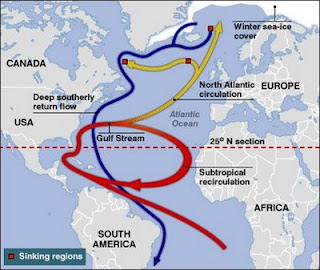 Winter sea-ice
cover
CANADA
Deep southerly
return flow
North Atlantic
circulation
EUROPE
USA
Atlantic
Ocean
Gulf Stream
25° N section
Subtropical
recirculation
AFRICA
SOUTH
AMERICA
Sinking regions